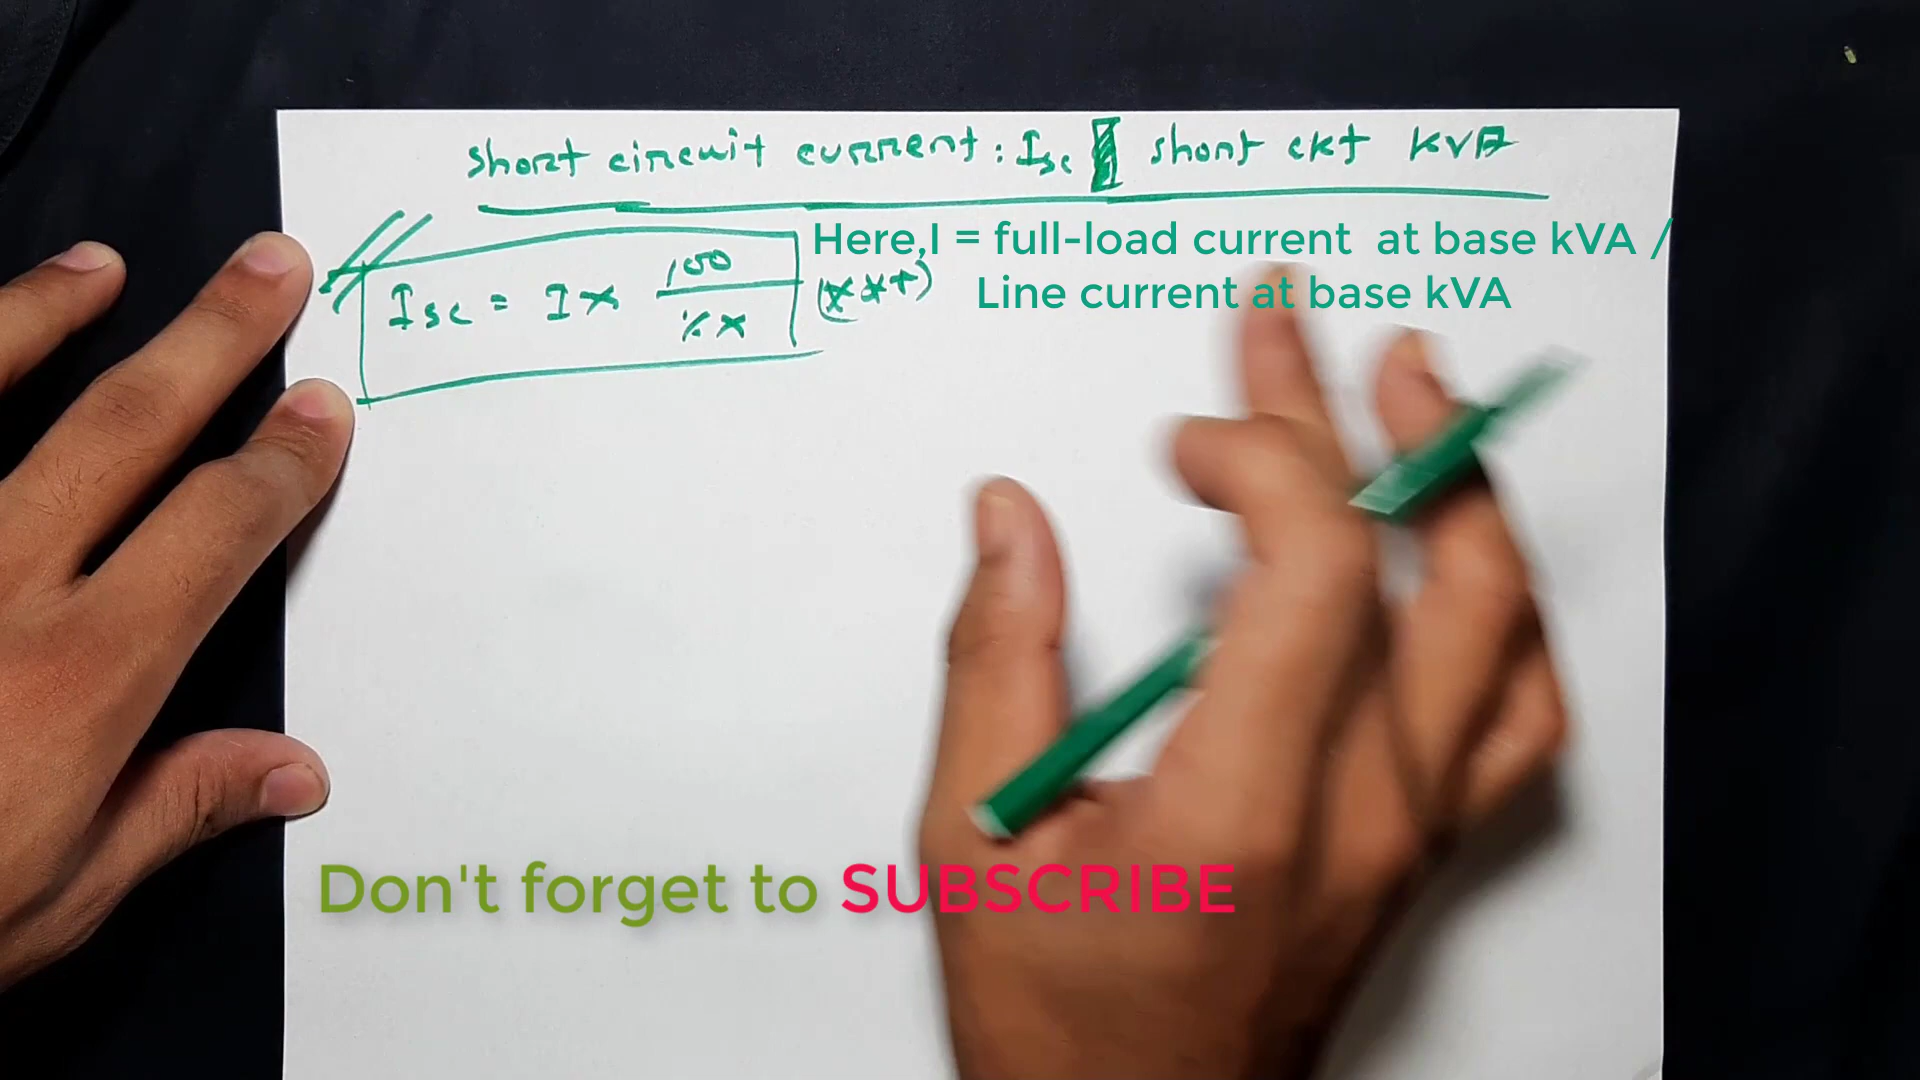 Short circuit current : Isc short ckt KVA
Here,I = full-load current at base kVA /
Line current at base kVA
Isc = I × 100 / %X (***)
Don't forget to SUBSCRIBE